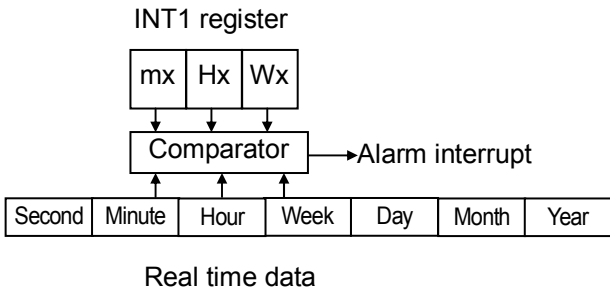 INT1 register
mx Hx Wx
Comparator
Alarm interrupt
Second Minute Hour Week Day Month Year
Real time data